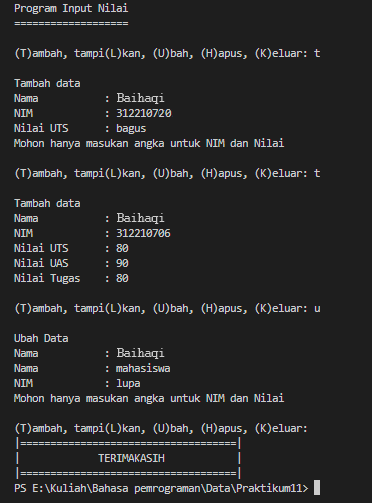 Program Input Nilai
===================
(T)ambah, tampi(L)kan, (U)bah, (H)apus, (K)eluar: t
Tambah data
Nama : Baihaqi
NIM : 312210720
Nilai UTS : bagus
Mohon hanya masukan angka untuk NIM dan Nilai
(T)ambah, tampi(L)kan, (U)bah, (H)apus, (K)eluar: t
Tambah data
Nama : Baihaqi
NIM : 312210706
Nilai UTS : 80
Nilai UAS : 90
Nilai Tugas : 80
(T)ambah, tampi(L)kan, (U)bah, (H)apus, (K)eluar: u
Ubah Data
Nama : Baihaqi
Nama : mahasiswa
NIM : lupa
Mohon hanya masukan angka untuk NIM dan Nilai
(T)ambah, tampi(L)kan, (U)bah, (H)apus, (K)eluar:
|====================================|
| TERIMAKASIH |
|====================================|
PS E:\Kuliah\Bahasa pemrograman\Data\Praktikum11>